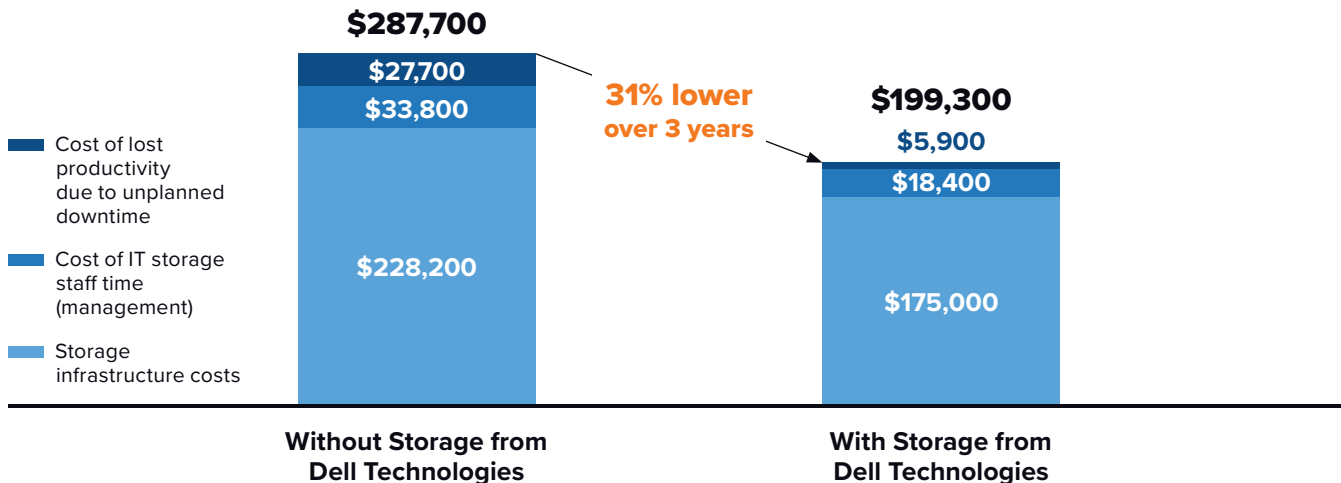 $287,700
$27,700
$33,800
$228,200
31% lower
over 3 years
$199,300
$5,900
$18,400
$175,000
Cost of lost
productivity
due to unplanned
downtime
Cost of IT storage
staff time
(management)
Storage
infrastructure costs
Without Storage from
Dell Technologies
With Storage from
Dell Technologies